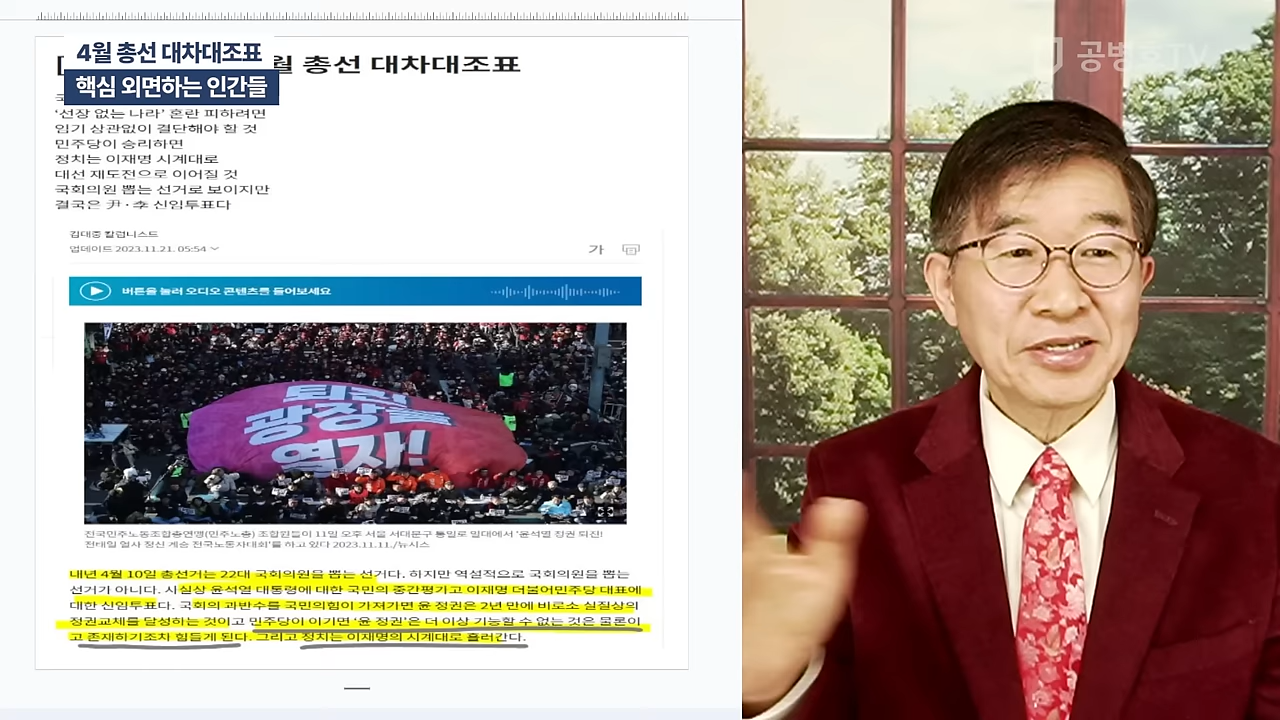 4월 총선 대차대조표
핵심 외면하는 인간들
월 총선 대차대조표
'선장 없는 나라' 혼란 피하려면
임기 상관없이 결단해야 할 것
민주당이 승리하면
정치는 이재명 시계대로
대선 재도전으로 이어질 것
국회의원 뽑는 선거로 보이지만
결국은 尹·李 신임투표다
김대중 칼럼니스트
업데이트 2023.11.21. 05:54
가
버튼을 눌러 오디오 콘텐츠를 들어보세요
퇴진
광장을
열자!
전국민주노동조합총연맹(민주노총) 조합원들이 11일 오후 서울 서대문구 통일로 일대에서 '윤석열 정권 퇴진!
전태일 열사 정신 계승 전국노동자대회'를 하고 있다 2023.11.11./뉴시스
내년 4월 10일 총선거는 22대 국회의원을 뽑는 선거다. 하지만 역설적으로 국회의원을 뽑는
선거가 아니다. 사실상 윤석열 대통령에 대한 국민의 중간평가고 이재명 더불어민주당 대표에
대한 신임투표다. 국회의 과반수를 국민의힘이 가져가면 윤 정권은 2년 만에 비로소 실질상의
정권교체를 달성하는 것이고 민주당이 이기면 '윤 정권'은 더 이상 기능할 수 없는 것은 물론이
고 존재하기조차 힘들게 된다. 그리고 정치는 이재명의 시계대로 흘러간다.
공병호TV